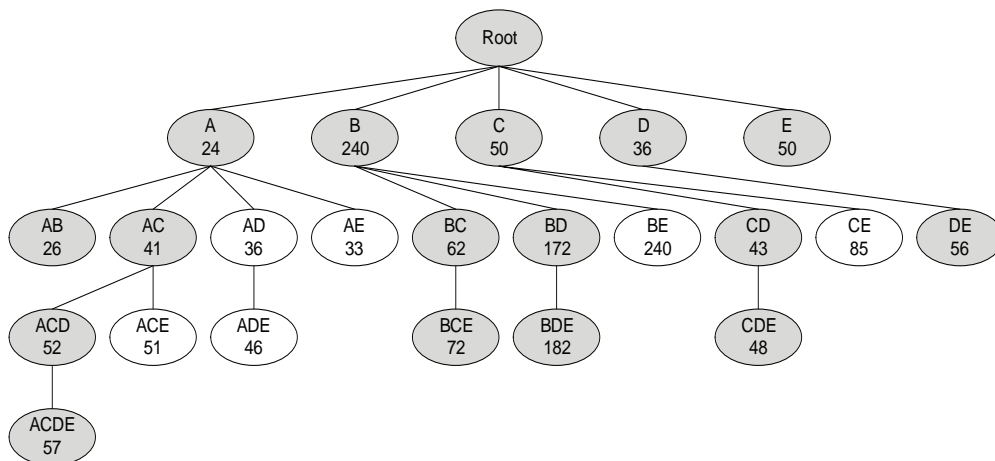 Root
A
24
B
240
C
50
D
36
E
50
AB
26
AC
41
AD
36
AE
33
BC
62
BD
172
BE
240
CD
43
CE
85
DE
56
ACD
52
ACE
51
ADE
46
BCE
72
BDE
182
CDE
48
ACDE
57